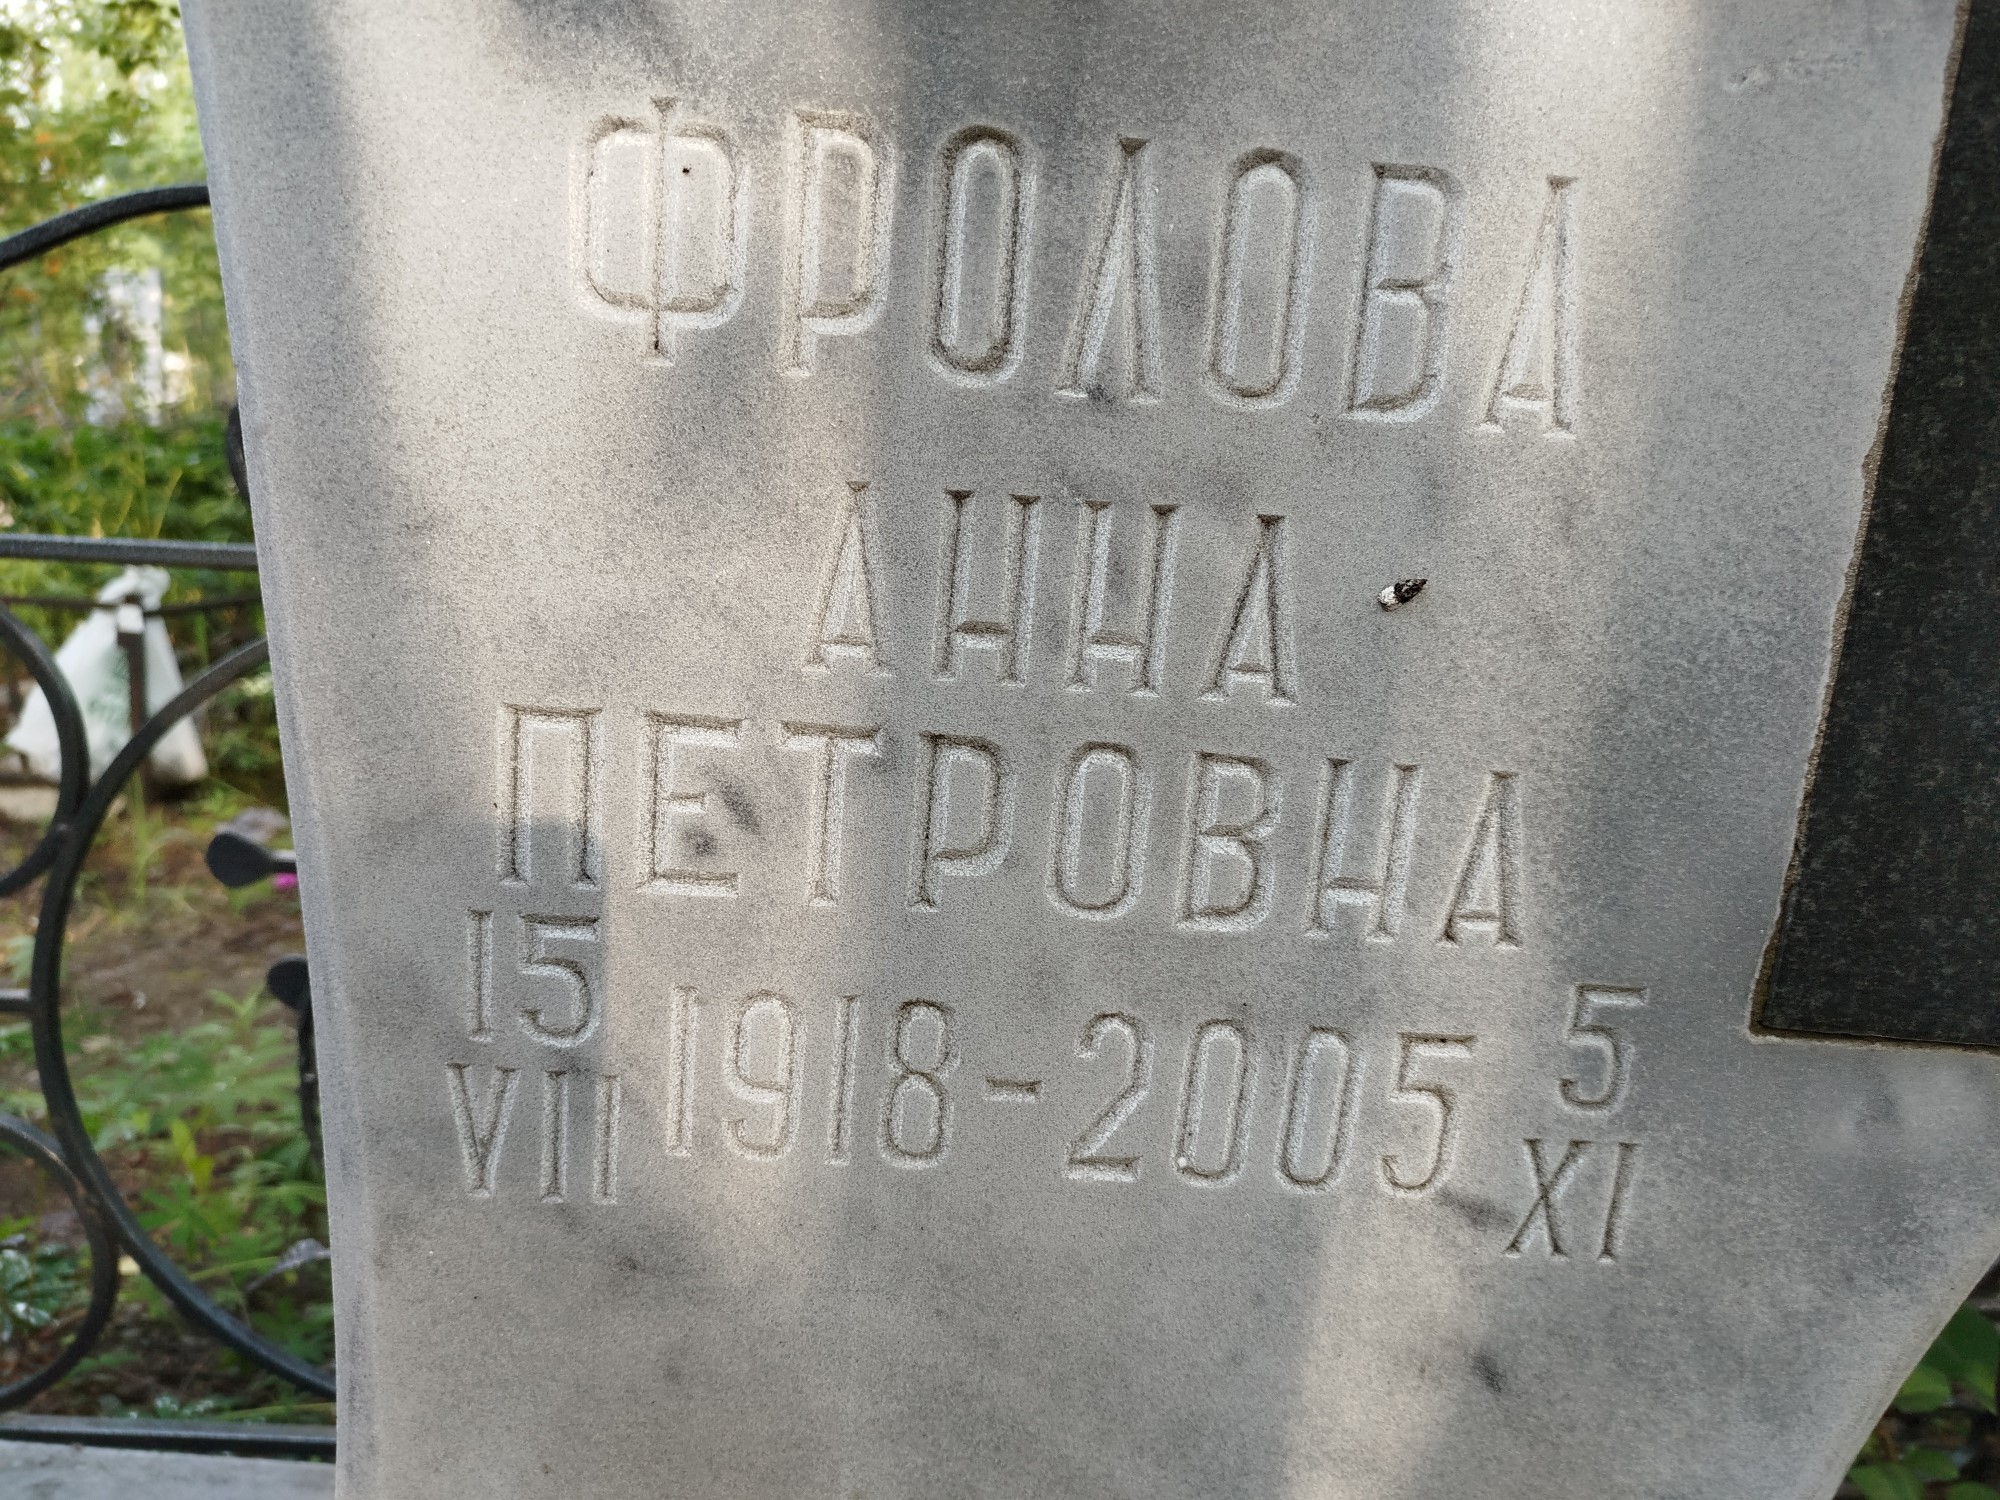 ФРОЛОВА
АННА
ПЕТРОВНА
15 VII 1918-2005 5 XI